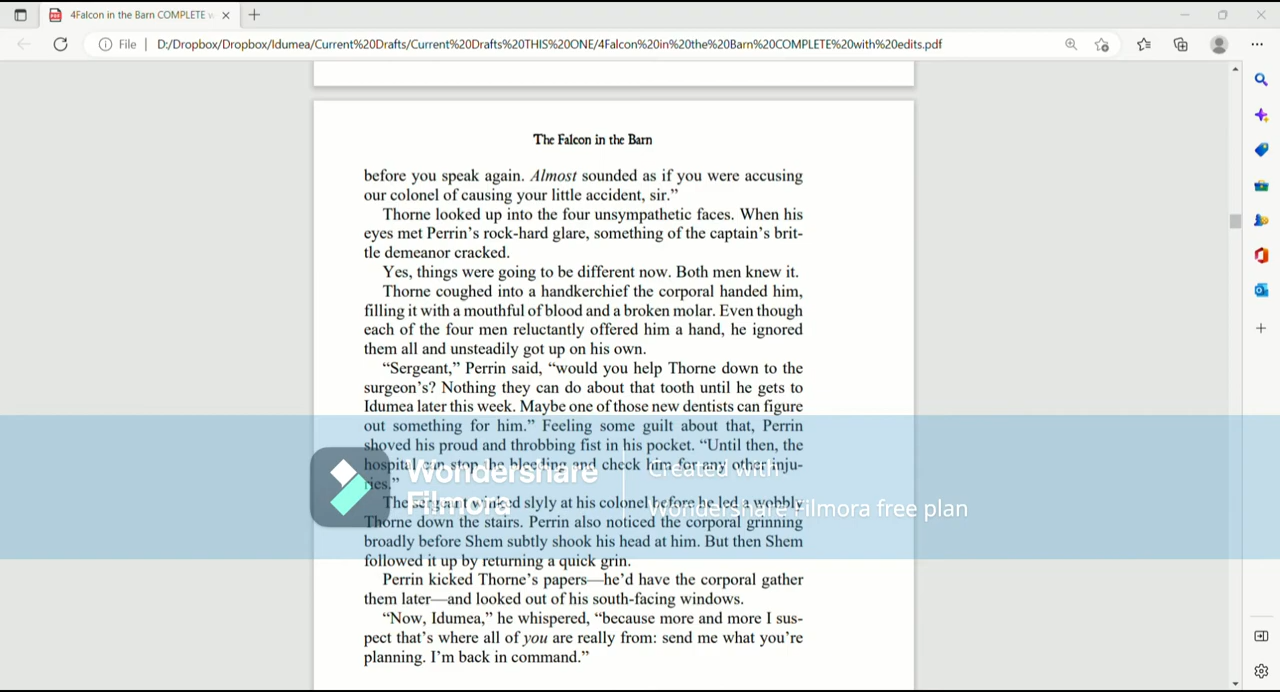 4Falcon in the Barn COMPLETE w
File | D:/Dropbox/Dropbox/Idumea/Current%20Drafts/Current%20Drafts%20THIS%20ONE/4Falcon%20in%20the%20Barn%20COMPLETE%20with%20edits.pdf
The Falcon in the Barn
before you speak again. Almost sounded as if you were accusing
our colonel of causing your little accident, sir.”
Thorne looked up into the four unsympathetic faces. When his
eyes met Perrin’s rock-hard glare, something of the captain’s brit-
tle demeanor cracked.
Yes, things were going to be different now. Both men knew it.
Thorne coughed into a handkerchief the corporal handed him,
filling it with a mouthful of blood and a broken molar. Even though
each of the four men reluctantly offered him a hand, he ignored
them all and unsteadily got up on his own.
“Sergeant,” Perrin said, “would you help Thorne down to the
surgeon’s? Nothing they can do about that tooth until he gets to
Idumea later this week. Maybe one of those new dentists can figure
out something for him.” Feeling some guilt about that, Perrin
shoved his proud and throbbing fist in his pocket. “Until then, the
hospital can stop the bleeding and check him for any other inju-
ries.”
The sergeant winked slyly at his colonel before he led a wobbly
Thorne down the stairs. Perrin also noticed the corporal grinning
broadly before Shem subtly shook his head at him. But then Shem
followed it up by returning a quick grin.
Perrin kicked Thorne’s papers—he’d have the corporal gather
them later—and looked out of his south-facing windows.
“Now, Idumea,” he whispered, “because more and more I sus-
pect that’s where all of you are really from: send me what you’re
planning. I’m back in command.”
Wondershare
Filmora
Created with
Wondershare Filmora free plan